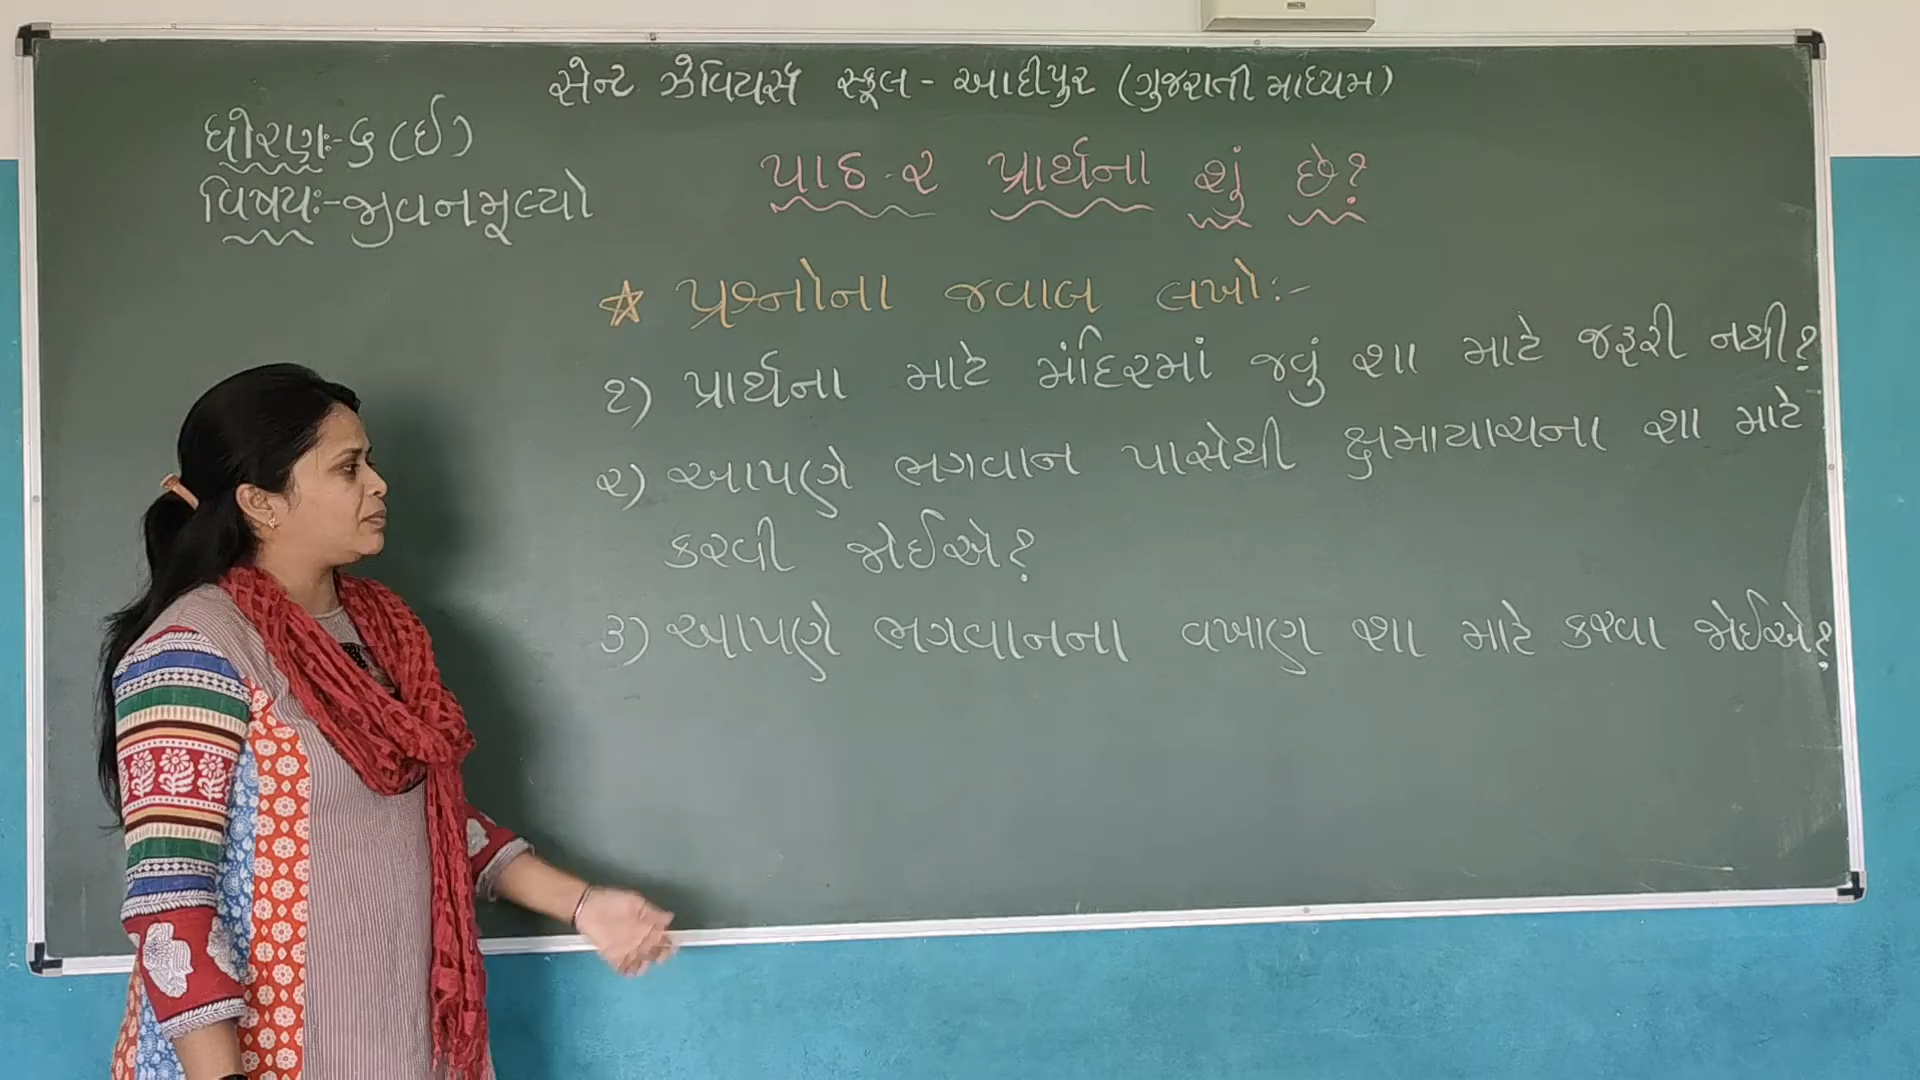 સેન્ટ ઝેવિયર્સ સ્કૂલ - આદીપુર (ગુજરાતી માધ્યમ)
ધોરણઃ- ૬ (ઈ)
વિષયઃ- જીવનમૂલ્યો
પાઠ-૨ પ્રાર્થના શું છે?
☆ પ્રશ્નોના જવાબ લખોઃ-
૧) પ્રાર્થના માટે મંદિરમાં જવું શા માટે જરૂરી નથી?
૨) આપણે ભગવાન પાસેથી ક્ષમાયાચના શા માટે
કરવી જોઈએ?
૩) આપણે ભગવાનના વખાણ શા માટે કરવા જોઈએ?